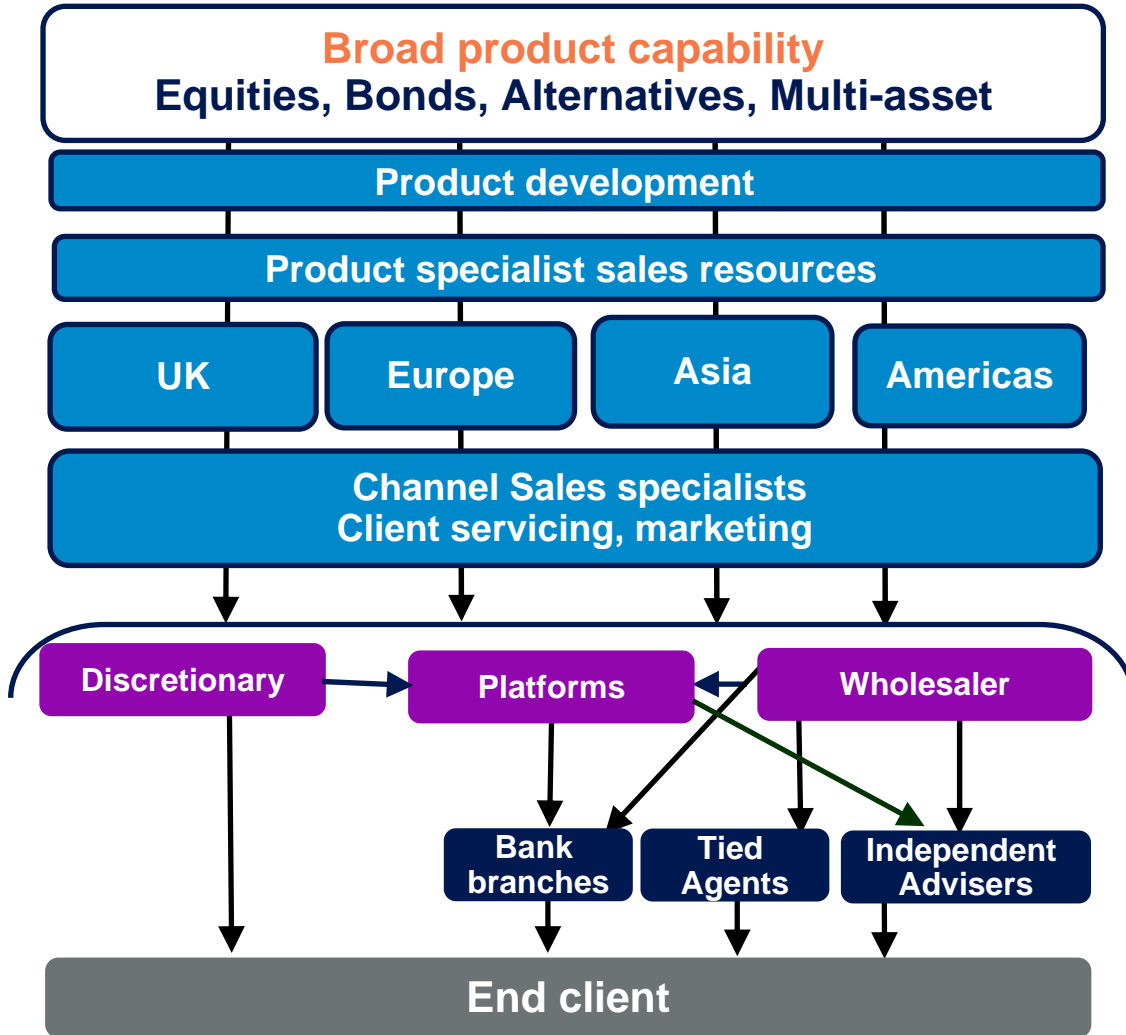 Broad product capability
Equities, Bonds, Alternatives, Multi-asset
Product development
Product specialist sales resources
UK
Europe
Asia
Americas
Channel Sales specialists
Client servicing, marketing
Discretionary
Platforms
Wholesaler
Bank
branches
Tied
Agents
Independent
Advisers
End client